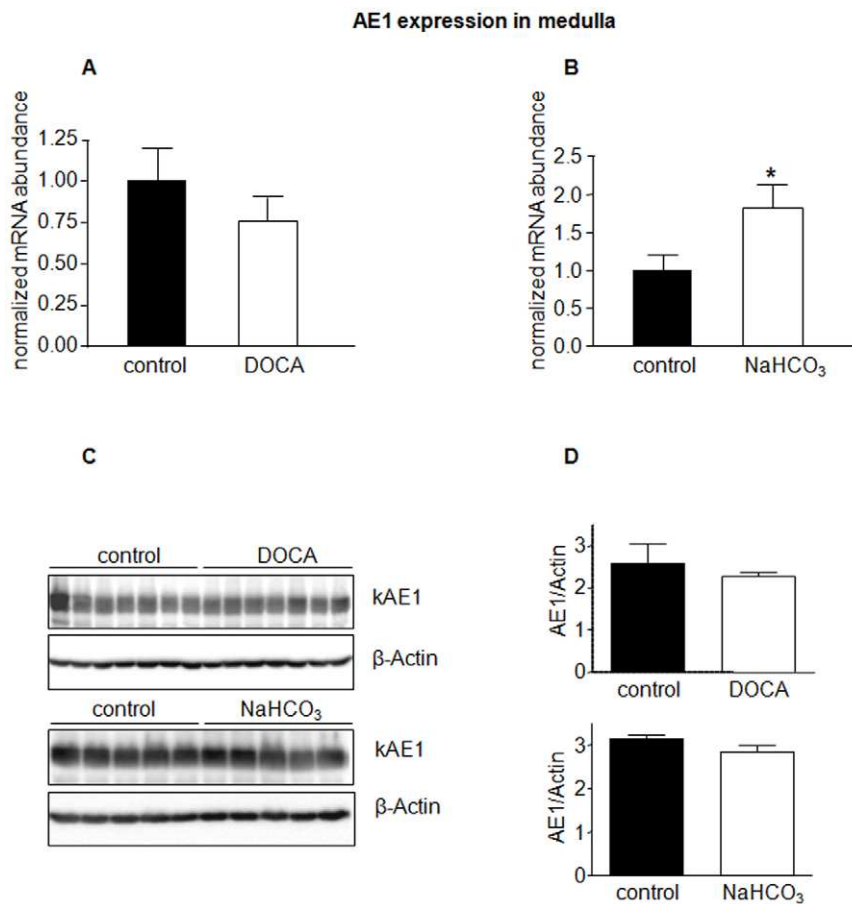 AE1 expression in medulla
A
normalized mRNA abundance
1.25
1.00
0.75
0.50
0.25
0.00
control DOCA
B
normalized mRNA abundance
2.5
2.0
1.5
1.0
0.5
0.0
*
control NaHCO₃
C
control DOCA
kAE1
β-Actin
control NaHCO₃
kAE1
β-Actin
D
AE1/Actin
3
2
1
0
control DOCA
AE1/Actin
3
2
1
0
control NaHCO₃